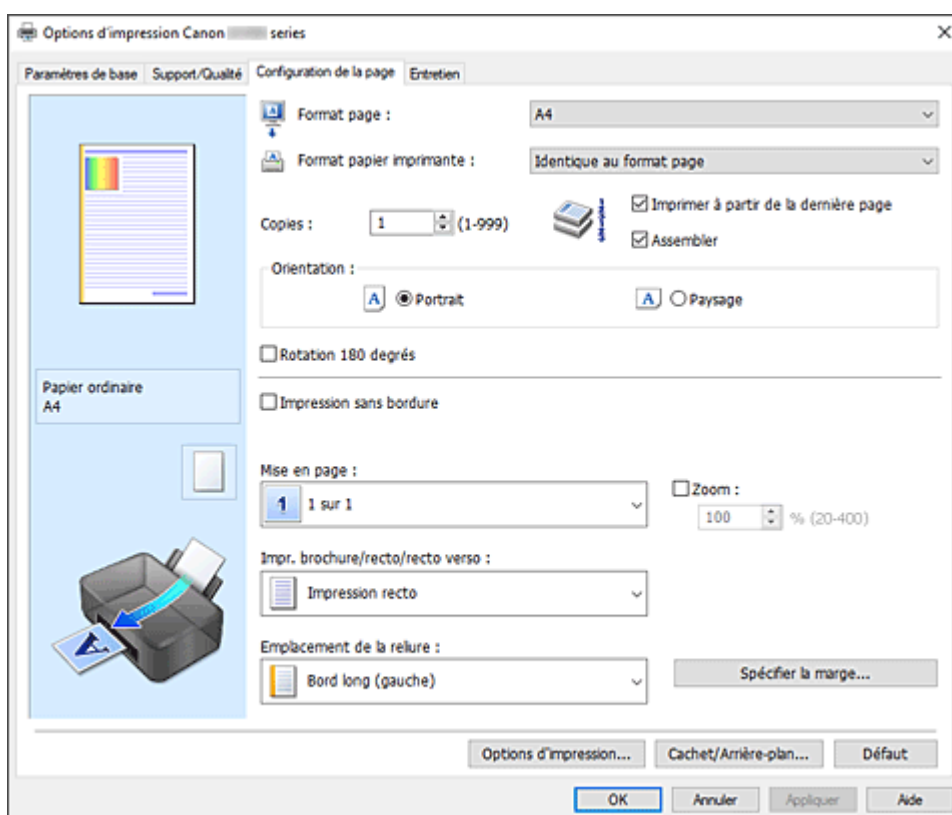 Options d'impression Canon series
Paramètres de base Support/Qualité Configuration de la page Entretien
Format page : A4
Format papier imprimante : Identique au format page
Copies : 1 (1-999)
Imprimer à partir de la dernière page
Assembler
Orientation :
A Portrait
A Paysage
Rotation 180 degrés
Papier ordinaire
A4
Impression sans bordure
Mise en page :
1 1 sur 1
Zoom :
100 % (20-400)
Impr. brochure/recto/recto verso :
Impression recto
Emplacement de la reliure :
Bord long (gauche)
Spécifier la marge...
A
Options d'impression... Cachet/Arrière-plan... Défaut
OK Annuler Appliquer Aide